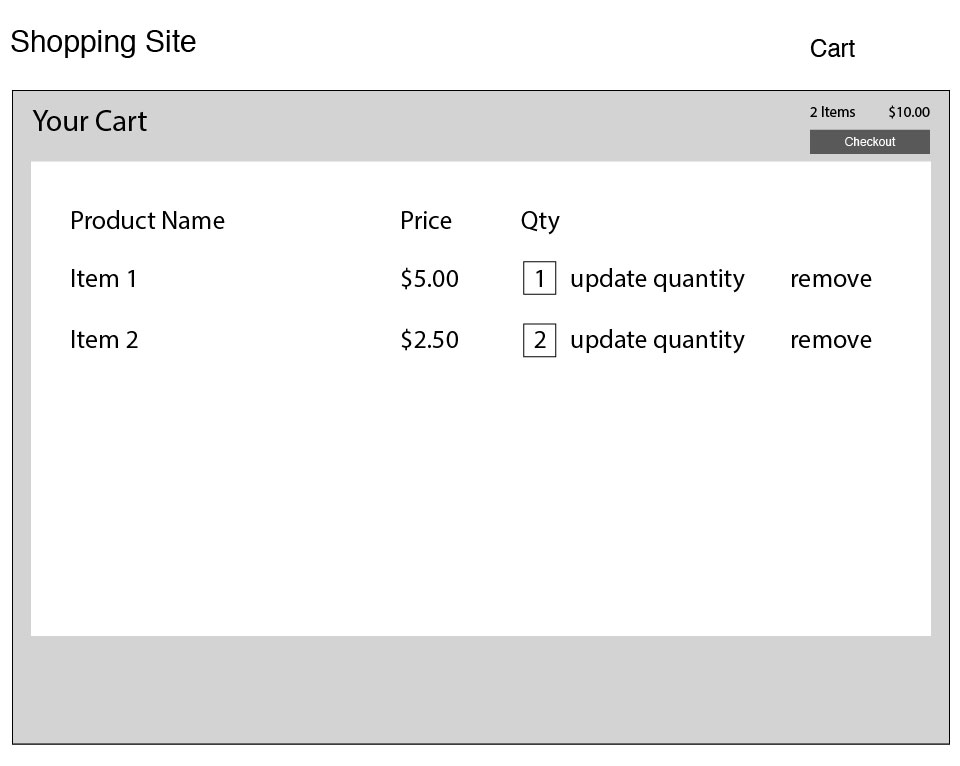 Shopping Site
Cart
Your Cart
2 Items $10.00
Checkout
Product Name Price Qty
Item 1 $5.00 1 update quantity remove
Item 2 $2.50 2 update quantity remove